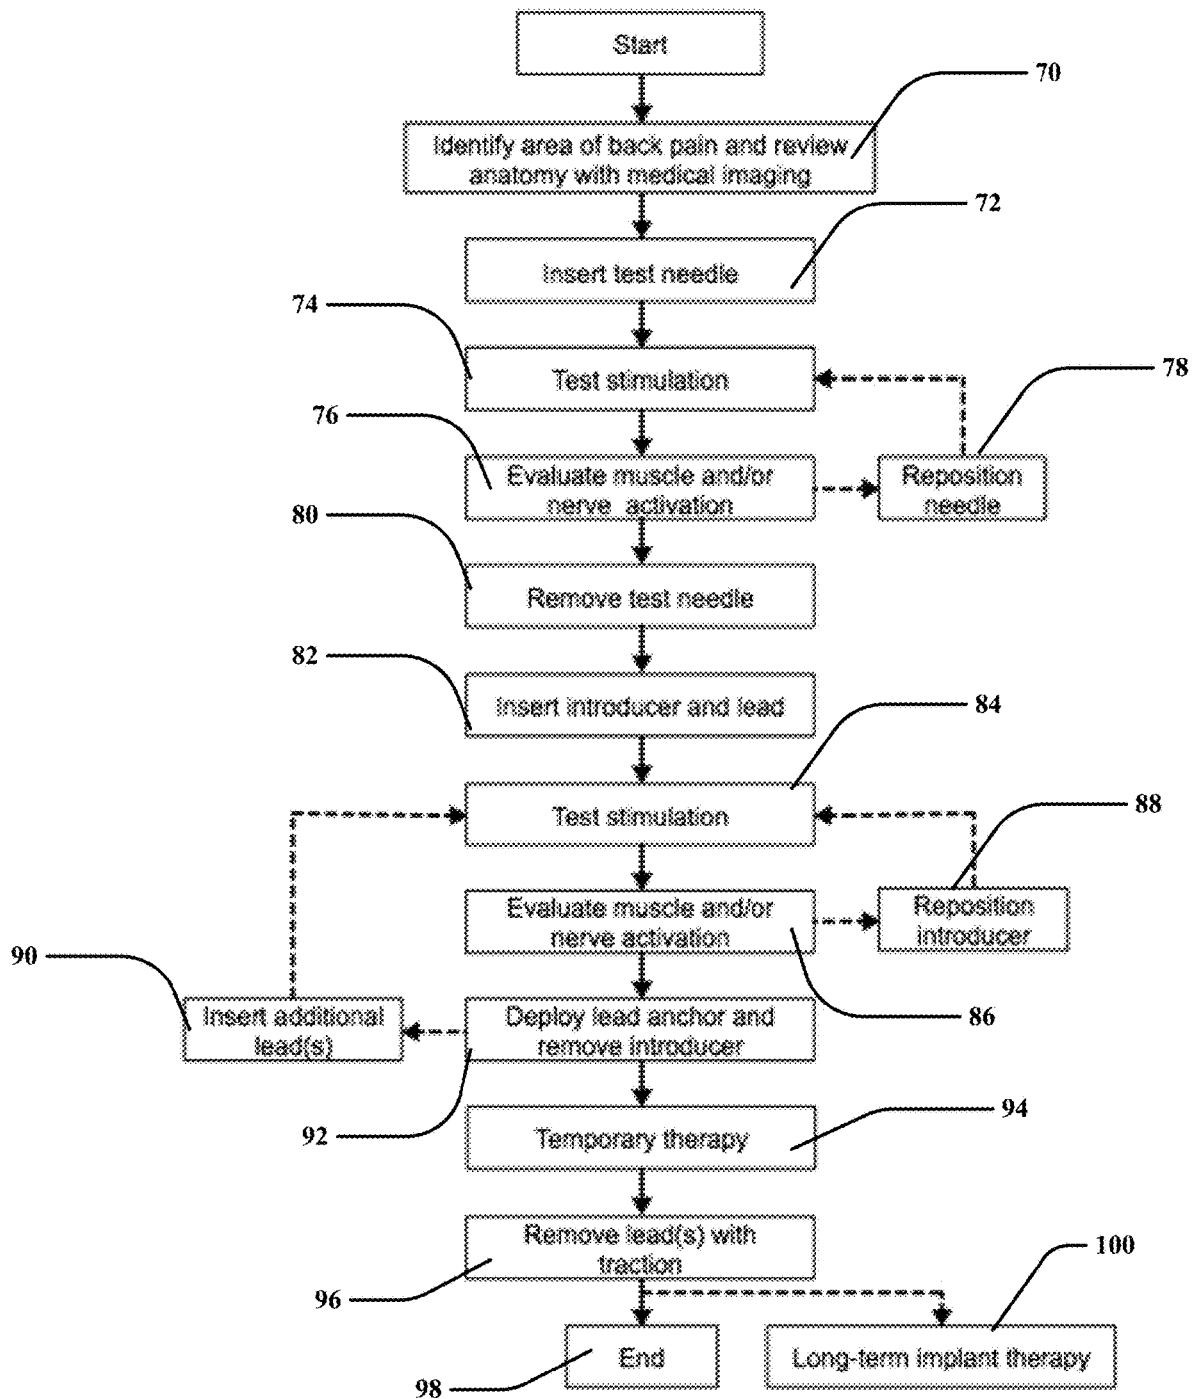 Start
70
Identify area of back pain and review
anatomy with medical imaging
72
Insert test needle
74
Test stimulation
78
76
Evaluate muscle and/or
nerve activation
Reposition
needle
80
Remove test needle
82
Insert introducer and lead
84
Test stimulation
88
Evaluate muscle and/or
nerve activation
Reposition
introducer
86
90
Insert additional
lead(s)
Deploy lead anchor and
remove introducer
92
94
Temporary therapy
Remove lead(s) with
traction
96
100
End
Long-term implant therapy
98